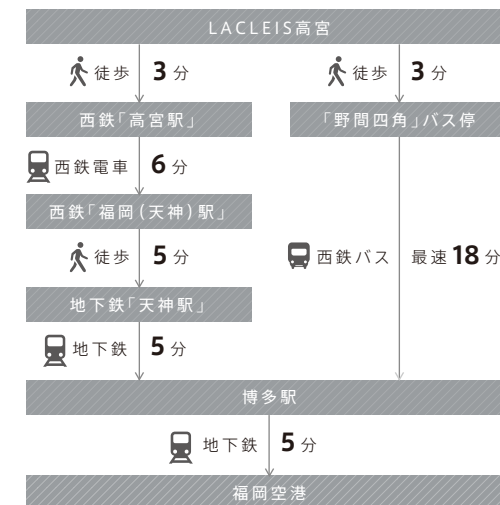 LACLEIS高宮
徒歩 3分
徒歩 3分
西鉄「高宮駅」
「野間四角」バス停
西鉄電車 6分
西鉄「福岡(天神)駅」
徒歩 5分
西鉄バス 最速18分
地下鉄「天神駅」
地下鉄 5分
博多駅
地下鉄 5分
福岡空港